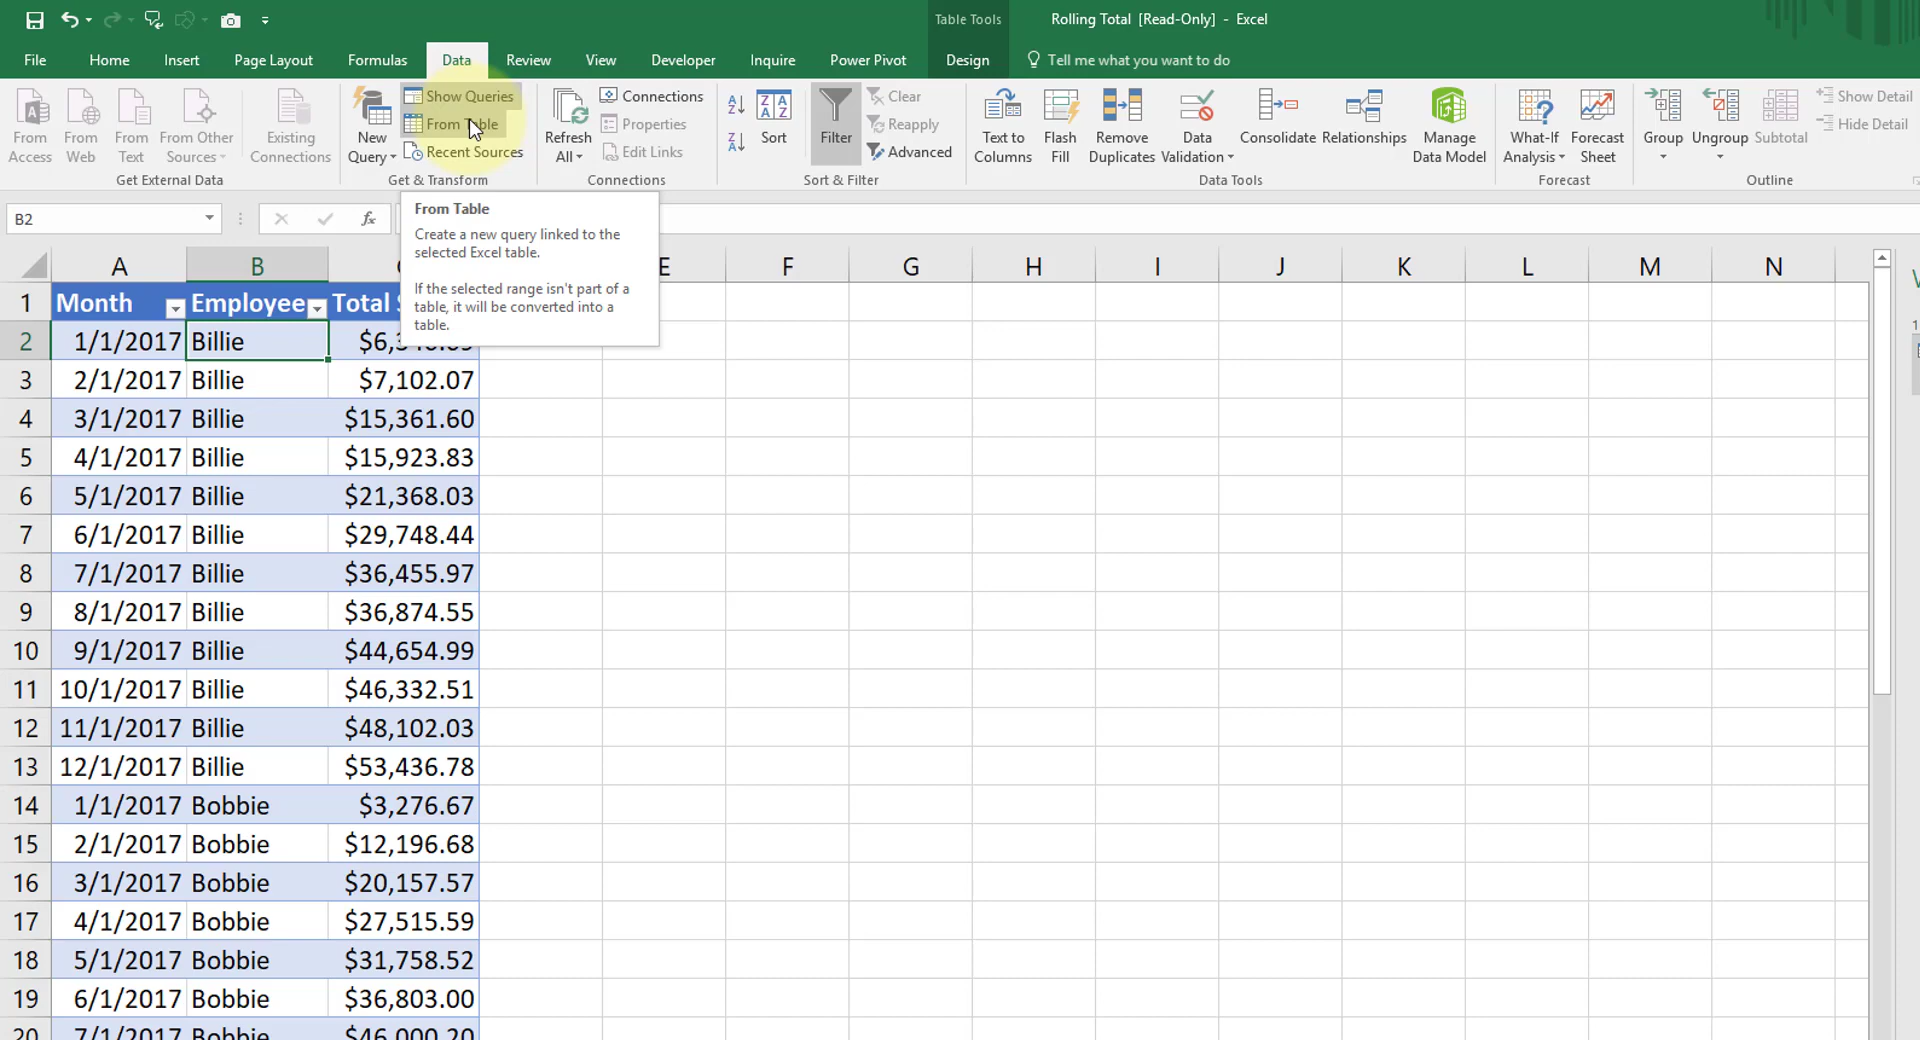 Table Tools
Rolling Total [Read-Only] - Excel
File Home Insert Page Layout Formulas Data Review View Developer Inquire Power Pivot Design Tell me what you want to do
From Access
From Web
From Text
From Other Sources
Existing Connections
Get External Data
New Query
Show Queries
From Table
Recent Sources
Get & Transform
Refresh All
Connections
Properties
Edit Links
Connections
Sort
Filter
Clear
Reapply
Advanced
Sort & Filter
Text to Columns
Flash Fill
Remove Duplicates
Data Validation
Consolidate
Relationships
Manage Data Model
Data Tools
What-If Analysis
Forecast Sheet
Forecast
Group
Ungroup
Subtotal
Show Detail
Hide Detail
Outline
B2
fx
From Table
Create a new query linked to the
selected Excel table.
If the selected range isn't part of a
table, it will be converted into a
table.
A B E F G H I J K L M N
1 Month Employee Total
2 1/1/2017 Billie
3 2/1/2017 Billie $7,102.07
4 3/1/2017 Billie $15,361.60
5 4/1/2017 Billie $15,923.83
6 5/1/2017 Billie $21,368.03
7 6/1/2017 Billie $29,748.44
8 7/1/2017 Billie $36,455.97
9 8/1/2017 Billie $36,874.55
10 9/1/2017 Billie $44,654.99
11 10/1/2017 Billie $46,332.51
12 11/1/2017 Billie $48,102.03
13 12/1/2017 Billie $53,436.78
14 1/1/2017 Bobbie $3,276.67
15 2/1/2017 Bobbie $12,196.68
16 3/1/2017 Bobbie $20,157.57
17 4/1/2017 Bobbie $27,515.59
18 5/1/2017 Bobbie $31,758.52
19 6/1/2017 Bobbie $36,803.00
20 7/1/2017 Bobbie $46,000.20